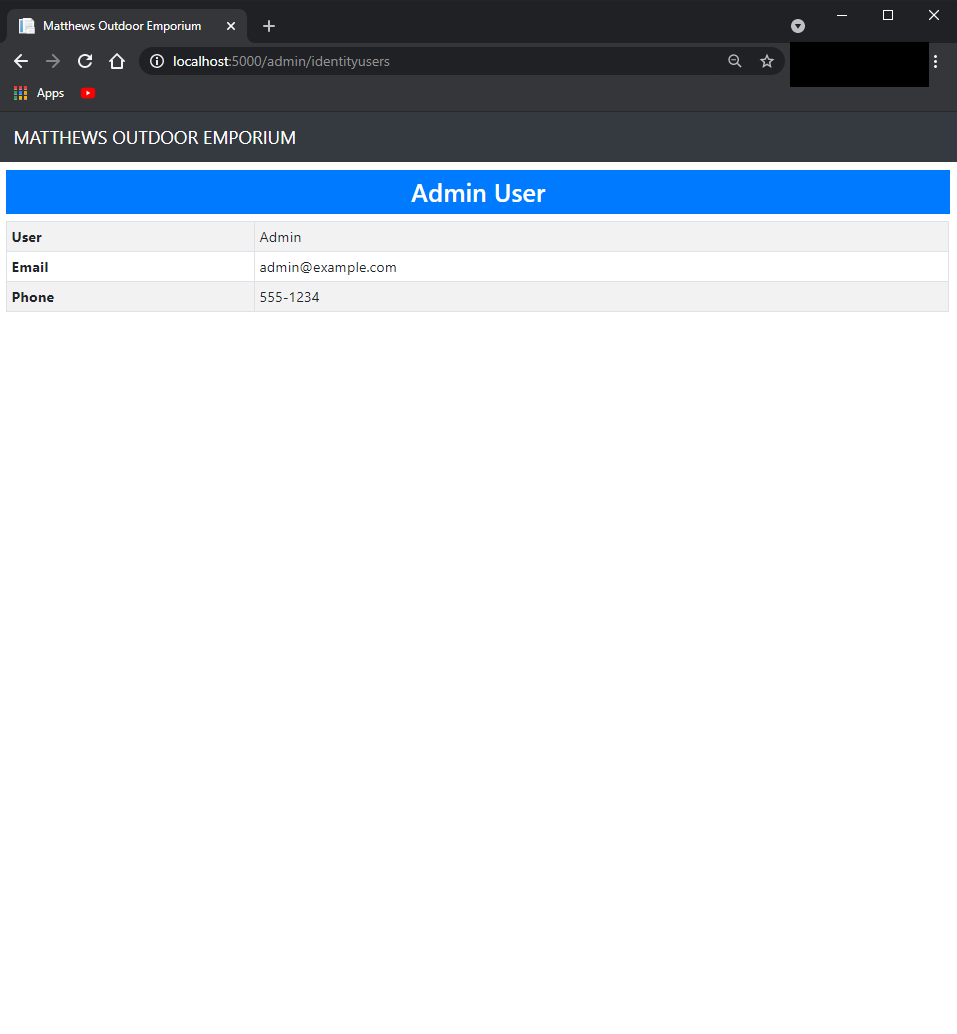 Matthews Outdoor Emporium
localhost:5000/admin/identityusers
Apps
MATTHEWS OUTDOOR EMPORIUM
Admin User
User Admin
Email admin@example.com
Phone 555-1234